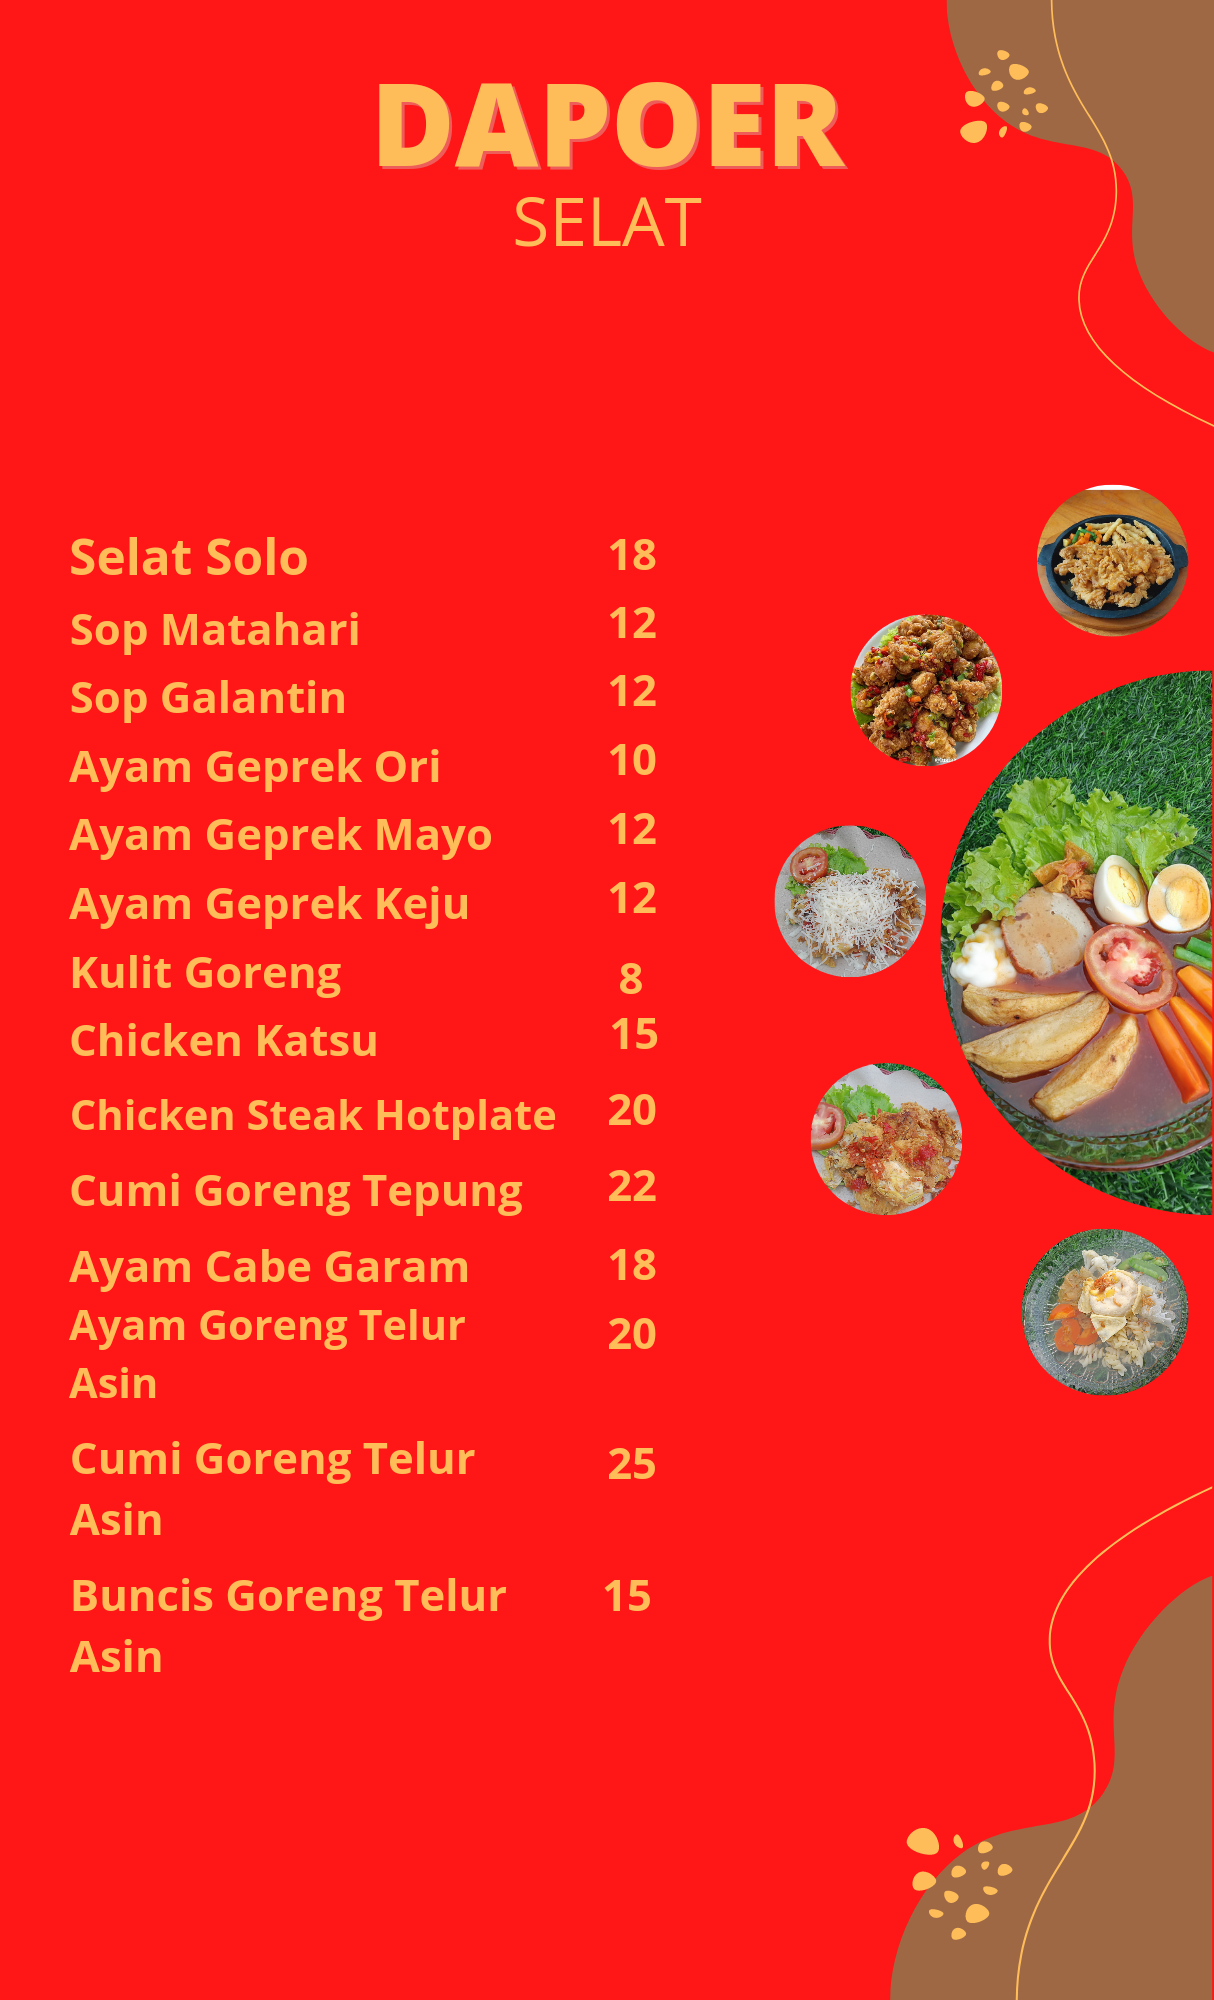 DAPOER
SELAT
Selat Solo 18
Sop Matahari 12
Sop Galantin 12
Ayam Geprek Ori 10
Ayam Geprek Mayo 12
Ayam Geprek Keju 12
Kulit Goreng 8
Chicken Katsu 15
Chicken Steak Hotplate 20
Cumi Goreng Tepung 22
Ayam Cabe Garam 18
Ayam Goreng Telur 20
Asin
Cumi Goreng Telur 25
Asin
Buncis Goreng Telur 15
Asin